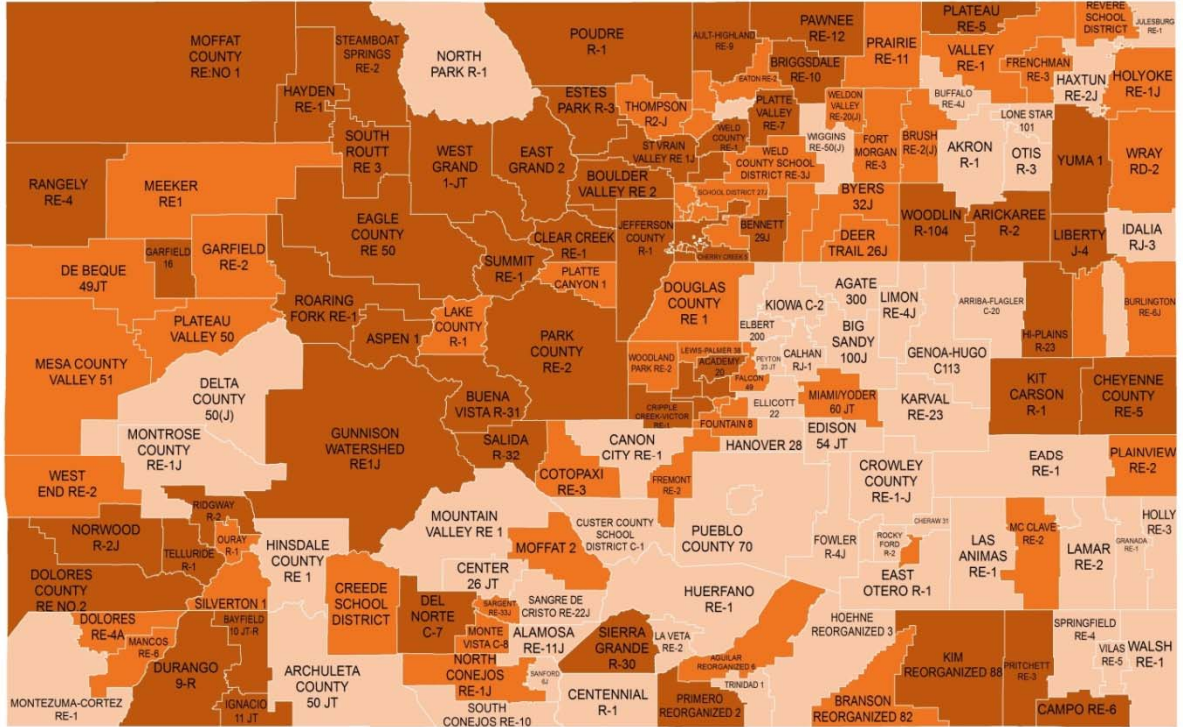 MOFFAT
COUNTY
RE:NO 1
STEAMBOAT
SPRINGS
RE-2
HAYDEN
RE-1
NORTH
PARK R-1
POUDRE
R-1
AULT-HIGHLAND
RE-9
PAWNEE
RE-12
PLATEAU
RE-5
REVERE
SCHOOL
DISTRICT
JULESBURG
RE-1
PRAIRIE
RE-11
VALLEY
RE-1
FRENCHMAN
RE-3
HAXTUN
RE-2J
HOLYOKE
RE-1J
BRIGGSDALE
RE-10
EATON RE-2
ESTES
PARK R-3
THOMPSON
R2-J
PLATTE
VALLEY
RE-7
WELDON
VALLEY
RE-20(J)
BUFFALO
RE-4J
LONE STAR
101
SOUTH
ROUTT
RE 3
WEST
GRAND
1-JT
EAST
GRAND 2
ST VRAIN
VALLEY RE 1J
WELD
COUNTY
RE-1
WIGGINS
RE-50(J)
FORT
MORGAN
RE-3
BRUSH
RE-2(J)
AKRON
R-1
OTIS
R-3
YUMA 1
WRAY
RD-2
RANGELY
RE-4
MEEKER
RE1
BOULDER
VALLEY RE 2
WELD
COUNTY SCHOOL
DISTRICT RE-3J
SCHOOL DISTRICT 27J
BYERS
32J
EAGLE
COUNTY
RE 50
CLEAR CREEK
RE-1
JEFFERSON
COUNTY
R-1
BENNETT
29J
DEER
TRAIL 26J
WOODLIN
R-104
ARICKAREE
R-2
LIBERTY
J-4
IDALIA
RJ-3
GARFIELD
16
GARFIELD
RE-2
SUMMIT
RE-1
PLATTE
CANYON 1
CHERRY CREEK 5
DE BEQUE
49JT
DOUGLAS
COUNTY
RE 1
KIOWA C-2
AGATE
300
LIMON
RE-4J
ARRIBA-FLAGLER
C-20
HI-PLAINS
R-23
BURLINGTON
RE-6J
ROARING
FORK RE-1
ASPEN 1
LAKE
COUNTY
R-1
PARK
COUNTY
RE-2
ELBERT
200
BIG
SANDY
100J
PLATEAU
VALLEY 50
LEWIS-PALMER 38
ACADEMY
20
PEYTON
23 JT
CALHAN
RJ-1
GENOA-HUGO
C113
MESA COUNTY
VALLEY 51
WOODLAND
PARK RE-2
FALCON
49
DELTA
COUNTY
50(J)
BUENA
VISTA R-31
CRIPPLE
CREEK-VICTOR
RE-1
ELLICOTT
22
MIAMI/YODER
60 JT
KARVAL
RE-23
KIT
CARSON
R-1
CHEYENNE
COUNTY
RE-5
GUNNISON
WATERSHED
RE1J
FOUNTAIN 8
EDISON
54 JT
MONTROSE
COUNTY
RE-1J
SALIDA
R-32
CANON
CITY RE-1
HANOVER 28
EADS
RE-1
PLAINVIEW
RE-2
WEST
END RE-2
COTOPAXI
RE-3
FREMONT
RE-2
CROWLEY
COUNTY
RE-1-J
RIDGWAY
R-2
NORWOOD
R-2J
TELLURIDE
R-1
OURAY
R-1
HINSDALE
COUNTY
RE 1
MOUNTAIN
VALLEY RE 1
MOFFAT 2
CUSTER COUNTY
SCHOOL
DISTRICT C-1
PUEBLO
COUNTY 70
FOWLER
R-4J
ROCKY
FORD
R-2
CHERAW 31
LAS
ANIMAS
RE-1
MC CLAVE
RE-2
LAMAR
RE-2
GRANADA
RE-1
HOLLY
RE-3
DOLORES
COUNTY
RE NO.2
SILVERTON 1
CREEDE
SCHOOL
DISTRICT
CENTER
26 JT
EAST
OTERO R-1
DEL
NORTE
C-7
SARGENT
RE-33J
SANGRE DE
CRISTO RE-22J
HUERFANO
RE-1
DOLORES
RE-4A
MANCOS
RE-6
BAYFIELD
10 JT-R
MONTE
VISTA C-8
ALAMOSA
RE-11J
SIERRA
GRANDE
R-30
LA VETA
RE-2
HOEHNE
REORGANIZED 3
SPRINGFIELD
RE-4
VILAS
RE-5
WALSH
RE-1
DURANGO
9-R
ARCHULETA
COUNTY
50 JT
NORTH
CONEJOS
RE-1J
SANFORD
6J
AGUILAR
REORGANIZED 6
KIM
REORGANIZED 88
PRITCHETT
RE-3
MONTEZUMA-CORTEZ
RE-1
IGNACIO
11 JT
SOUTH
CONEJOS RE-10
CENTENNIAL
R-1
TRINIDAD 1
PRIMERO
REORGANIZED 2
BRANSON
REORGANIZED 82
CAMPO RE-6